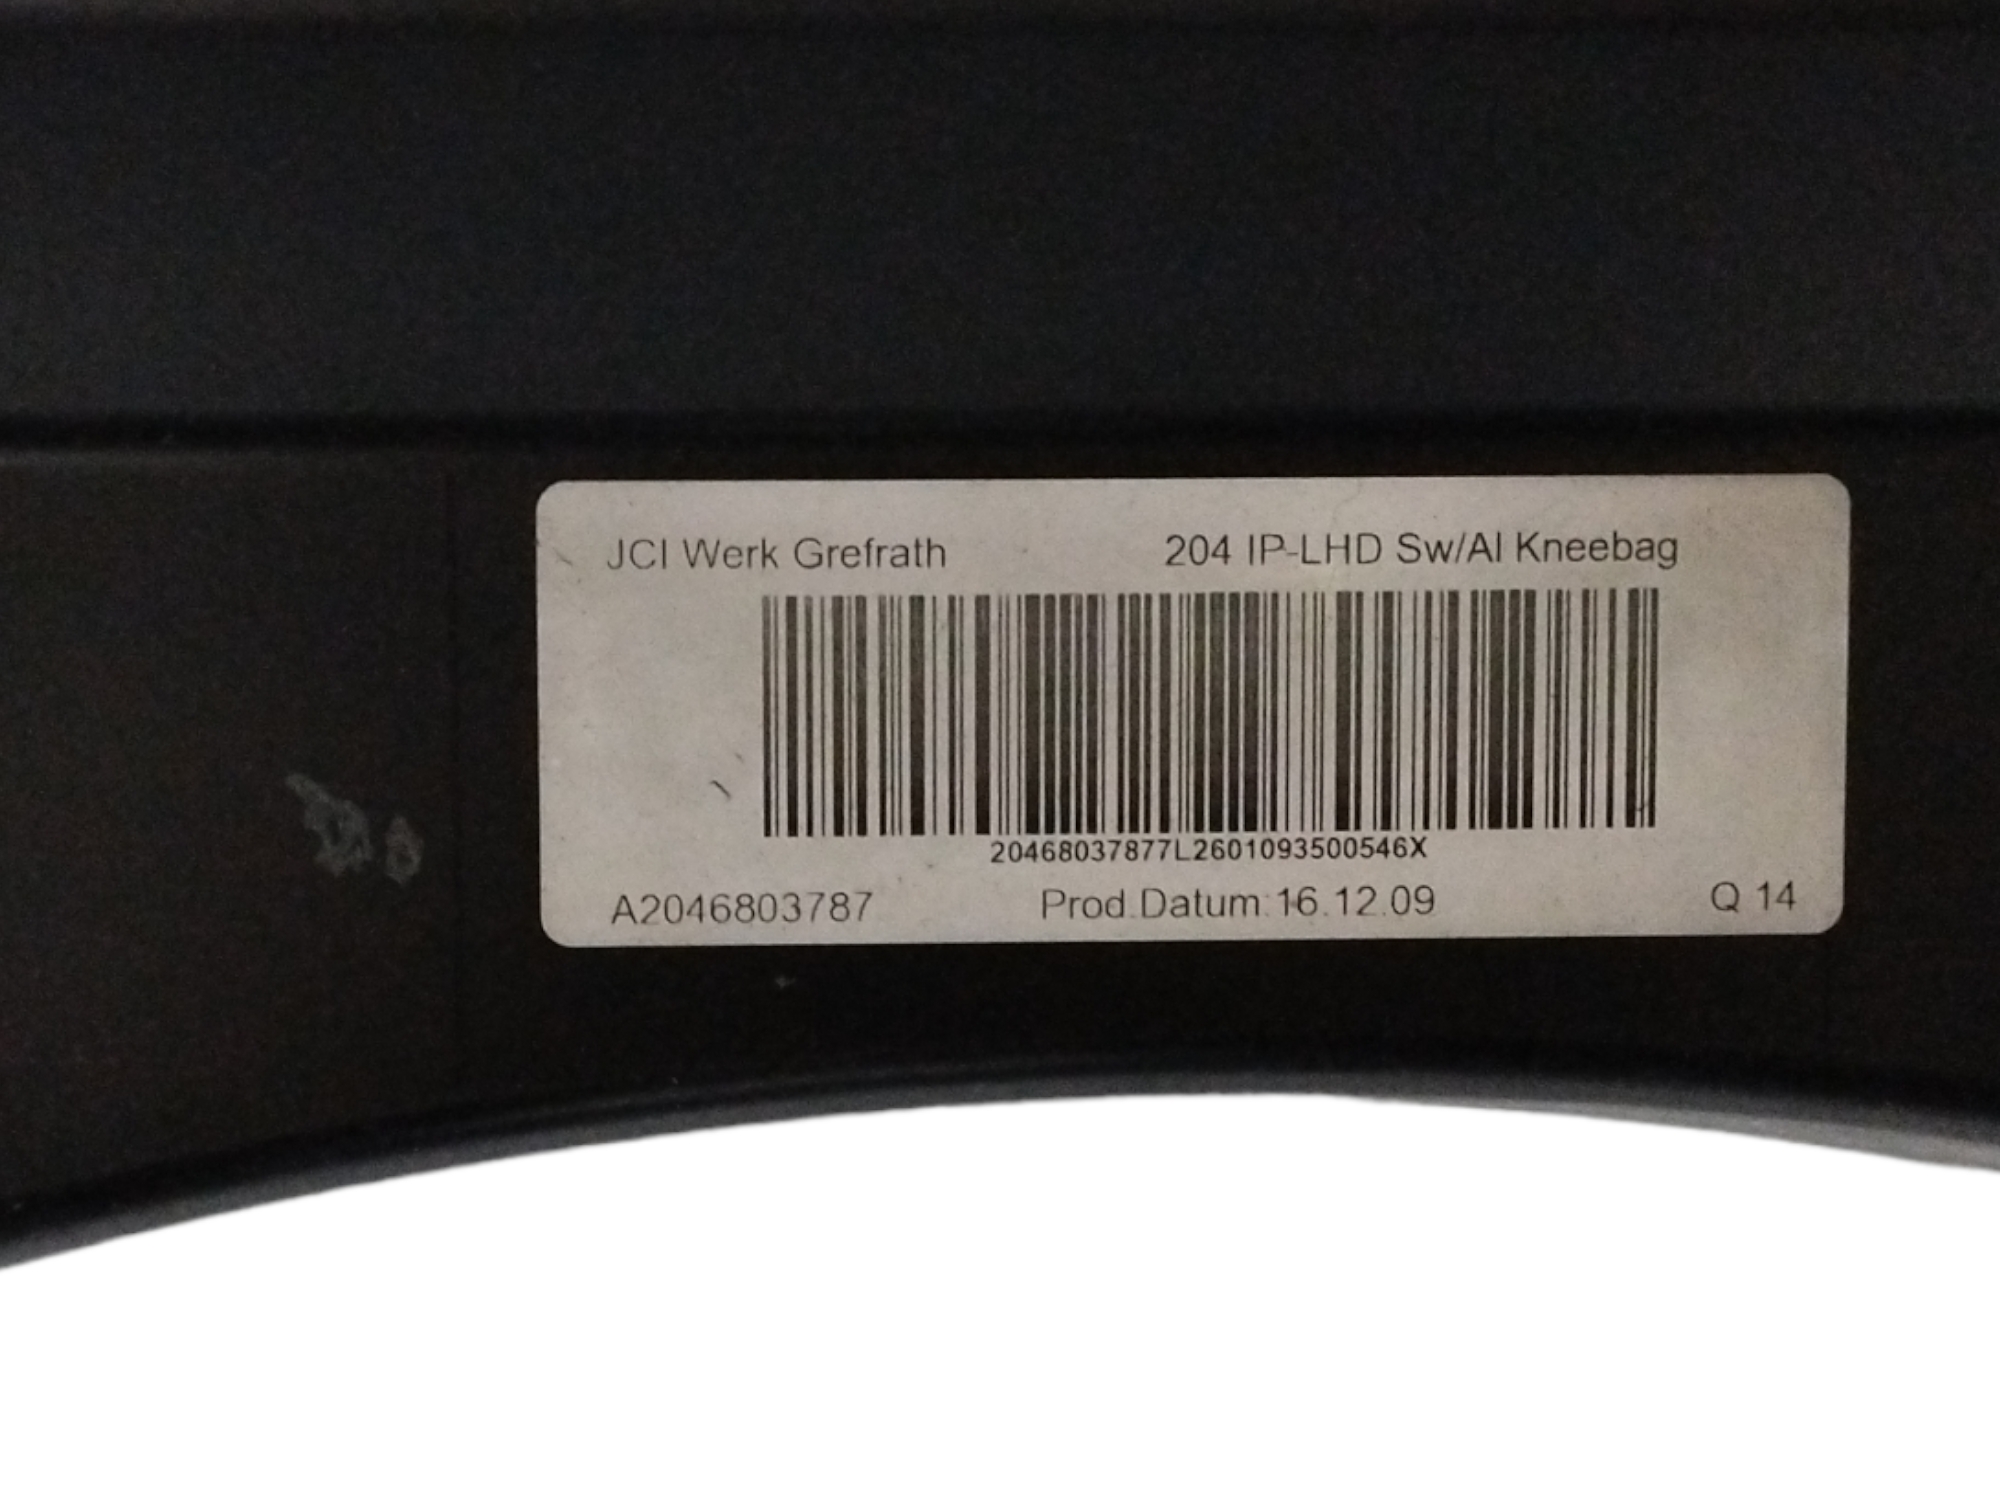 JCI Werk Grefrath 204 IP-LHD Sw/Al Kneebag
20468037877L2601093500546X
A2046803787 Prod.Datum:16.12.09 Q 14